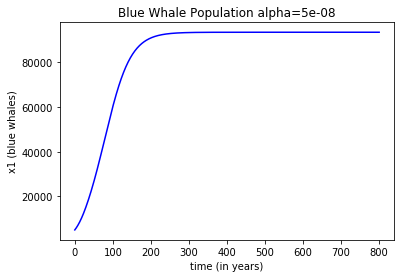 Blue Whale Population alpha=5e-08
x1 (blue whales)
80000
60000
40000
20000
0 100 200 300 400 500 600 700 800
time (in years)